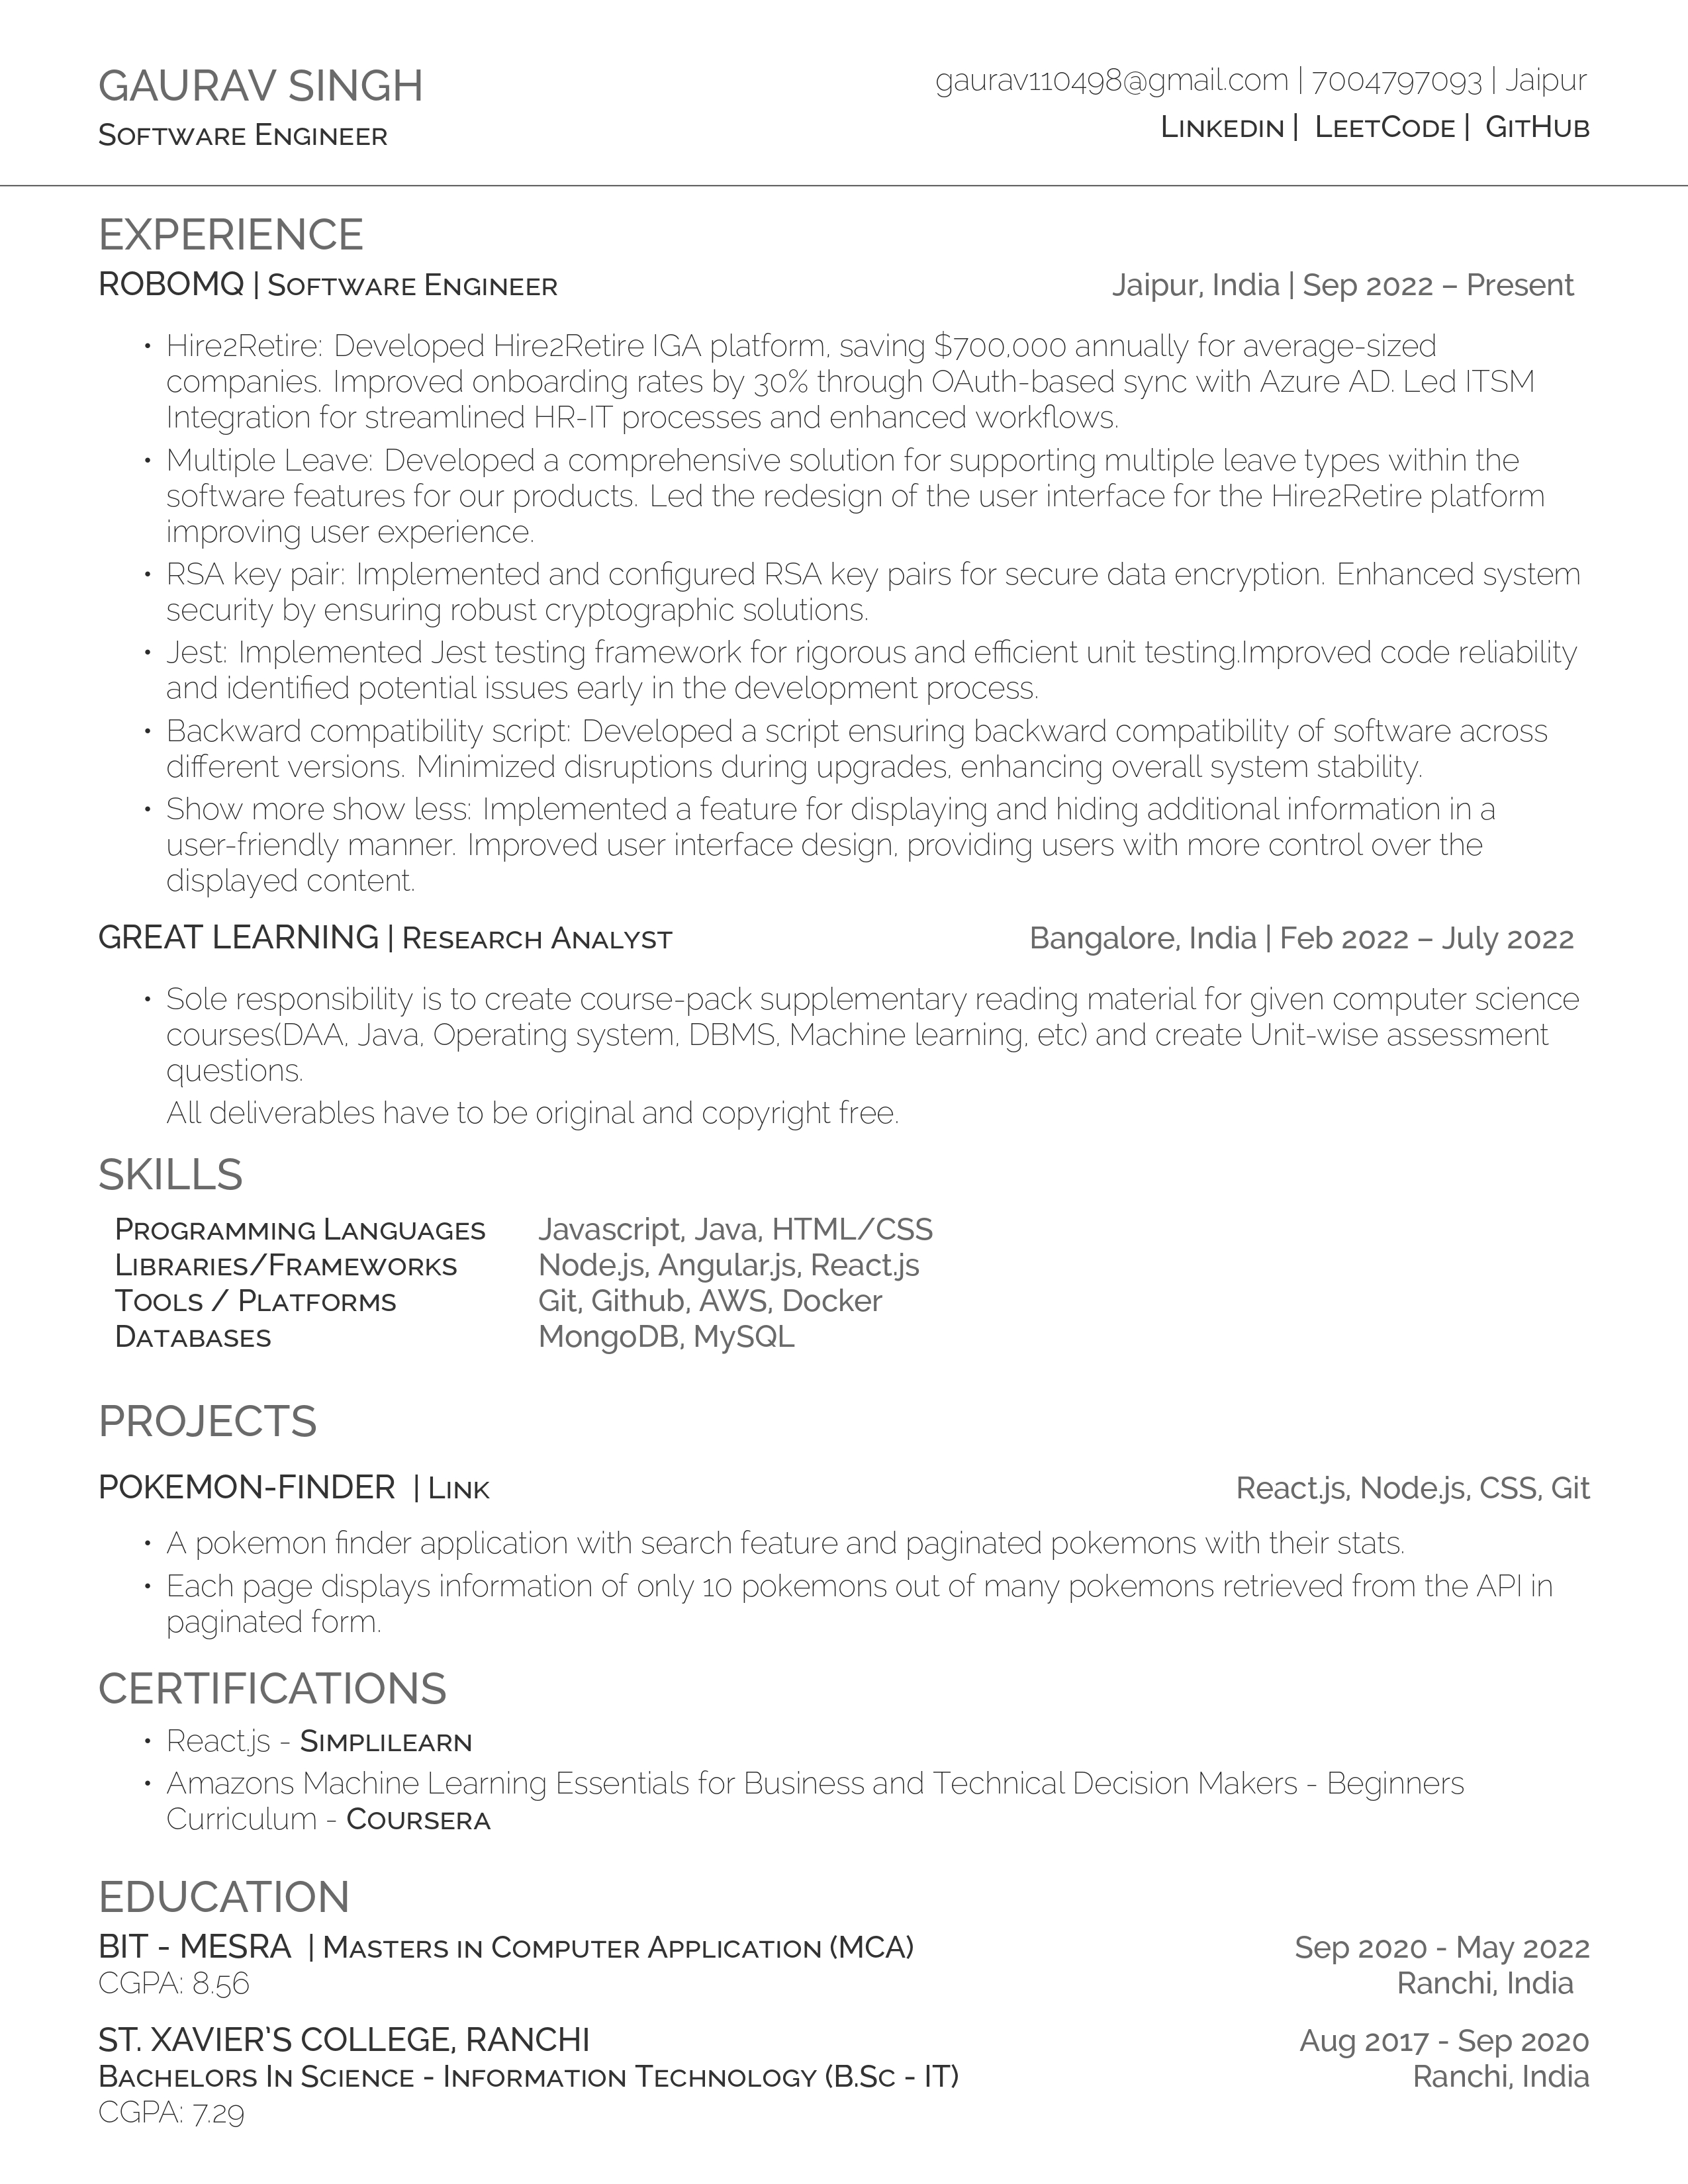 GAURAV SINGH
gaurav110498@gmail.com | 7004797093 | Jaipur
SOFTWARE ENGINEER
LINKEDIN | LEETCODE | GITHUB
EXPERIENCE
ROBOMQ | SOFTWARE ENGINEER Jaipur, India | Sep 2022 – Present
• Hire2Retire: Developed Hire2Retire IGA platform, saving $700,000 annually for average-sized
companies. Improved onboarding rates by 30% through OAuth-based sync with Azure AD. Led ITSM
Integration for streamlined HR-IT processes and enhanced workflows.
• Multiple Leave: Developed a comprehensive solution for supporting multiple leave types within the
software features for our products. Led the redesign of the user interface for the Hire2Retire platform
improving user experience.
• RSA key pair: Implemented and configured RSA key pairs for secure data encryption. Enhanced system
security by ensuring robust cryptographic solutions.
• Jest: Implemented Jest testing framework for rigorous and efficient unit testing.Improved code reliability
and identified potential issues early in the development process.
• Backward compatibility script: Developed a script ensuring backward compatibility of software across
different versions. Minimized disruptions during upgrades, enhancing overall system stability.
• Show more show less: Implemented a feature for displaying and hiding additional information in a
user-friendly manner. Improved user interface design, providing users with more control over the
displayed content.
GREAT LEARNING | RESEARCH ANALYST Bangalore, India | Feb 2022 – July 2022
• Sole responsibility is to create course-pack supplementary reading material for given computer science
courses(DAA, Java, Operating system, DBMS, Machine learning, etc) and create Unit-wise assessment
questions.
All deliverables have to be original and copyright free.
SKILLS
PROGRAMMING LANGUAGES Javascript, Java, HTML/CSS
LIBRARIES/FRAMEWORKS Node.js, Angular.js, React.js
TOOLS / PLATFORMS Git, Github, AWS, Docker
DATABASES MongoDB, MySQL
PROJECTS
POKEMON-FINDER | LINK React.js, Node.js, CSS, Git
• A pokemon finder application with search feature and paginated pokemons with their stats.
• Each page displays information of only 10 pokemons out of many pokemons retrieved from the API in
paginated form.
CERTIFICATIONS
• React.js - SIMPLILEARN
• Amazons Machine Learning Essentials for Business and Technical Decision Makers - Beginners
Curriculum - COURSERA
EDUCATION
BIT - MESRA | MASTERS IN COMPUTER APPLICATION (MCA) Sep 2020 - May 2022
CGPA: 8.56 Ranchi, India
ST. XAVIER'S COLLEGE, RANCHI Aug 2017 - Sep 2020
BACHELORS IN SCIENCE - INFORMATION TECHNOLOGY (B.SC - IT) Ranchi, India
CGPA: 7.29